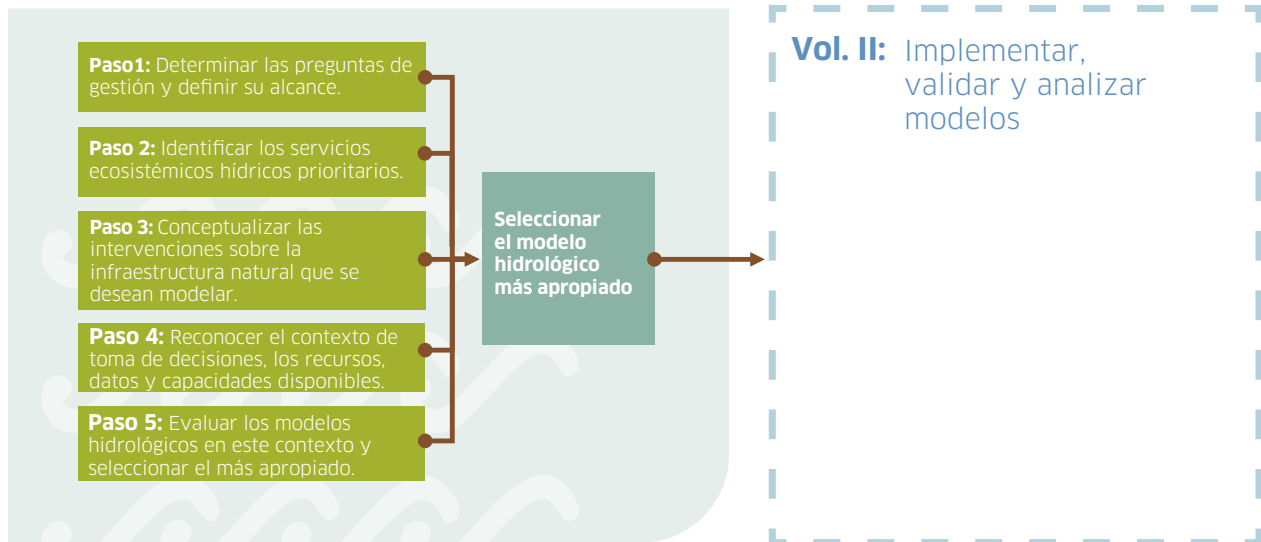 Paso1: Determinar las preguntas de
gestión y definir su alcance.
Paso 2: Identificar los servicios
ecosistémicos hídricos prioritarios.
Paso 3: Conceptualizar las
intervenciones sobre la
infraestructura natural que se
desean modelar.
Paso 4: Reconocer el contexto de
toma de decisiones, los recursos,
datos y capacidades disponibles.
Paso 5: Evaluar los modelos
hidrológicos en este contexto y
seleccionar el más apropiado.
Seleccionar
el modelo
hidrológico
más apropiado
Vol. II: Implementar,
validar y analizar
modelos